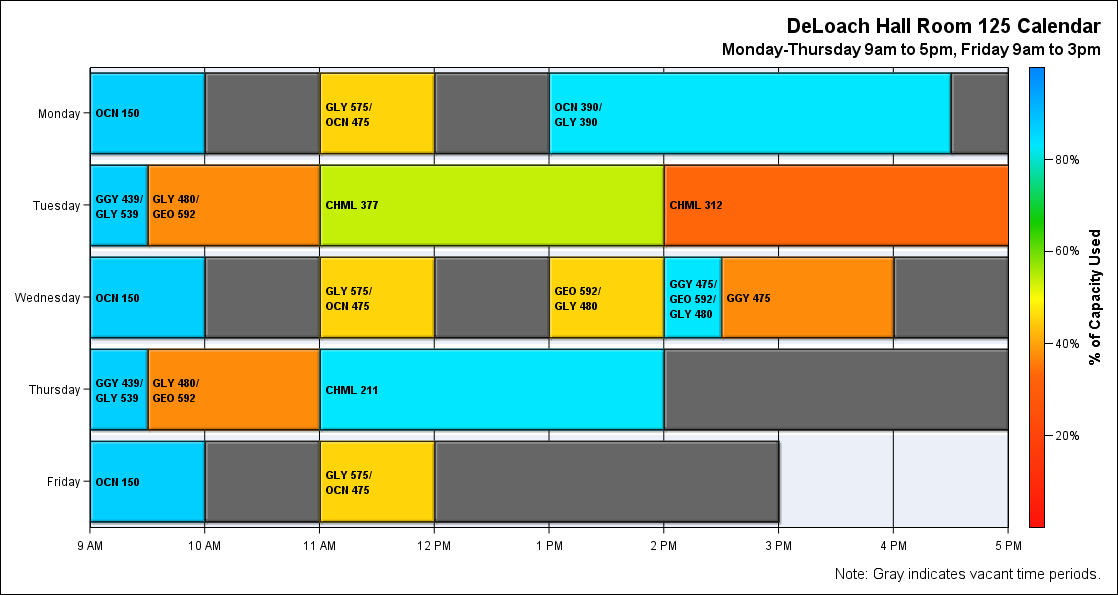 DeLoach Hall Room 125 Calendar
Monday-Thursday 9am to 5pm, Friday 9am to 3pm
Monday
OCN 150
GLY 575/
OCN 475
OCN 390/
GLY 390
Tuesday
GGY 439/
GLY 539
GLY 480/
GEO 592
CHML 377
CHML 312
Wednesday
OCN 150
GLY 575/
OCN 475
GEO 592/
GLY 480
GGY 475/
GEO 592/
GLY 480
GGY 475
Thursday
GGY 439/
GLY 539
GLY 480/
GEO 592
CHML 211
Friday
OCN 150
GLY 575/
OCN 475
9 AM 10 AM 11 AM 12 PM 1 PM 2 PM 3 PM 4 PM 5 PM
80%
60%
40%
20%
% of Capacity Used
Note: Gray indicates vacant time periods.